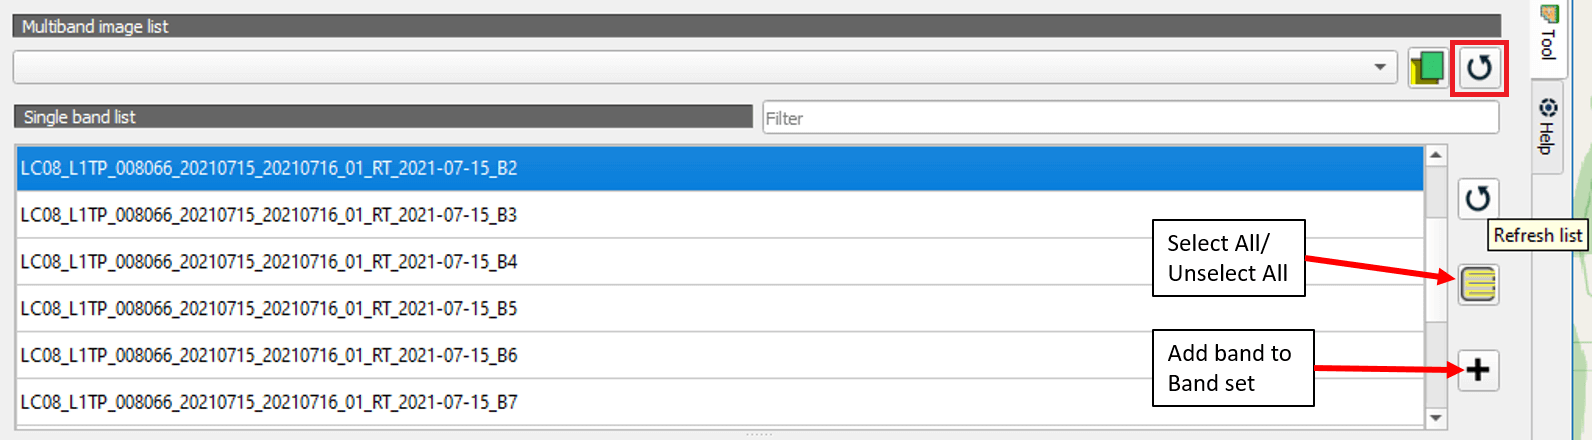 Multiband image list
Tool
Single band list
Filter
Help
LC08_L1TP_008066_20210715_20210716_01_RT_2021-07-15_B2
LC08_L1TP_008066_20210715_20210716_01_RT_2021-07-15_B3
Refresh list
Select All/
Unselect All
LC08_L1TP_008066_20210715_20210716_01_RT_2021-07-15_B4
LC08_L1TP_008066_20210715_20210716_01_RT_2021-07-15_B5
LC08_L1TP_008066_20210715_20210716_01_RT_2021-07-15_B6
Add band to
Band set
LC08_L1TP_008066_20210715_20210716_01_RT_2021-07-15_B7